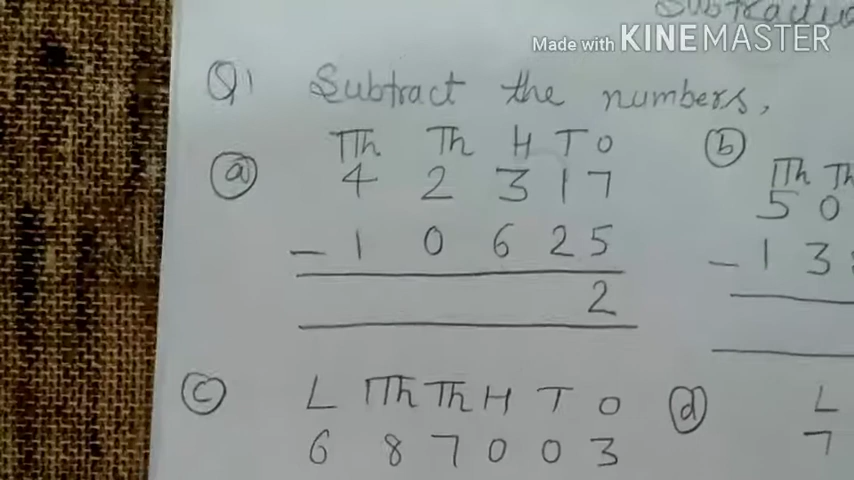 Subtraction
Made with KINEMASTER
Q1 Subtract the numbers,
(a) TTh Th H T O
4 2 3 1 7
- 1 0 6 2 5
2
(b) TTh Th
5 0
- 1 3
(c) L TTh Th H T O
6 8 7 0 0 3
(d) L
7